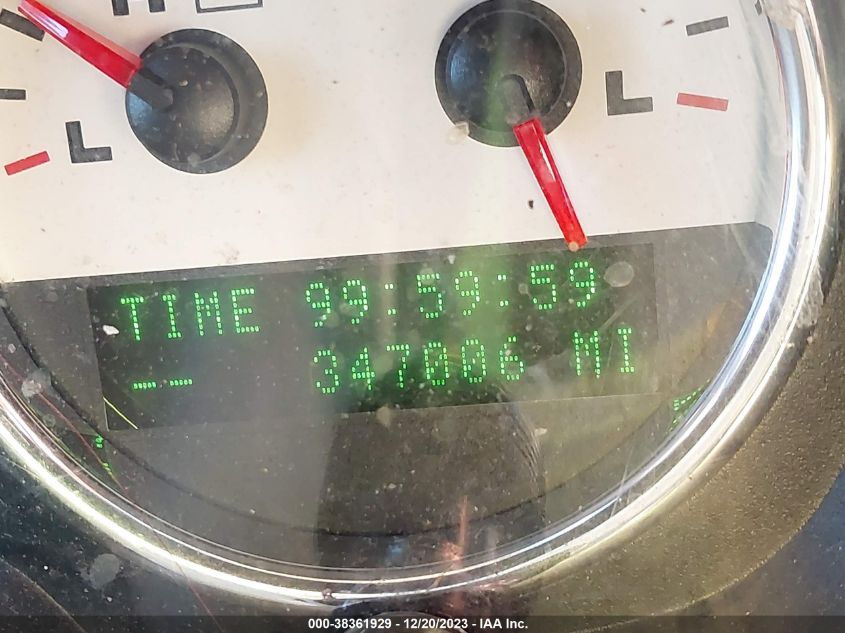 H
L
L
TIME 99:59:59
-- 347006 MI
000-38361929 - 12/20/2023 - IAA Inc.